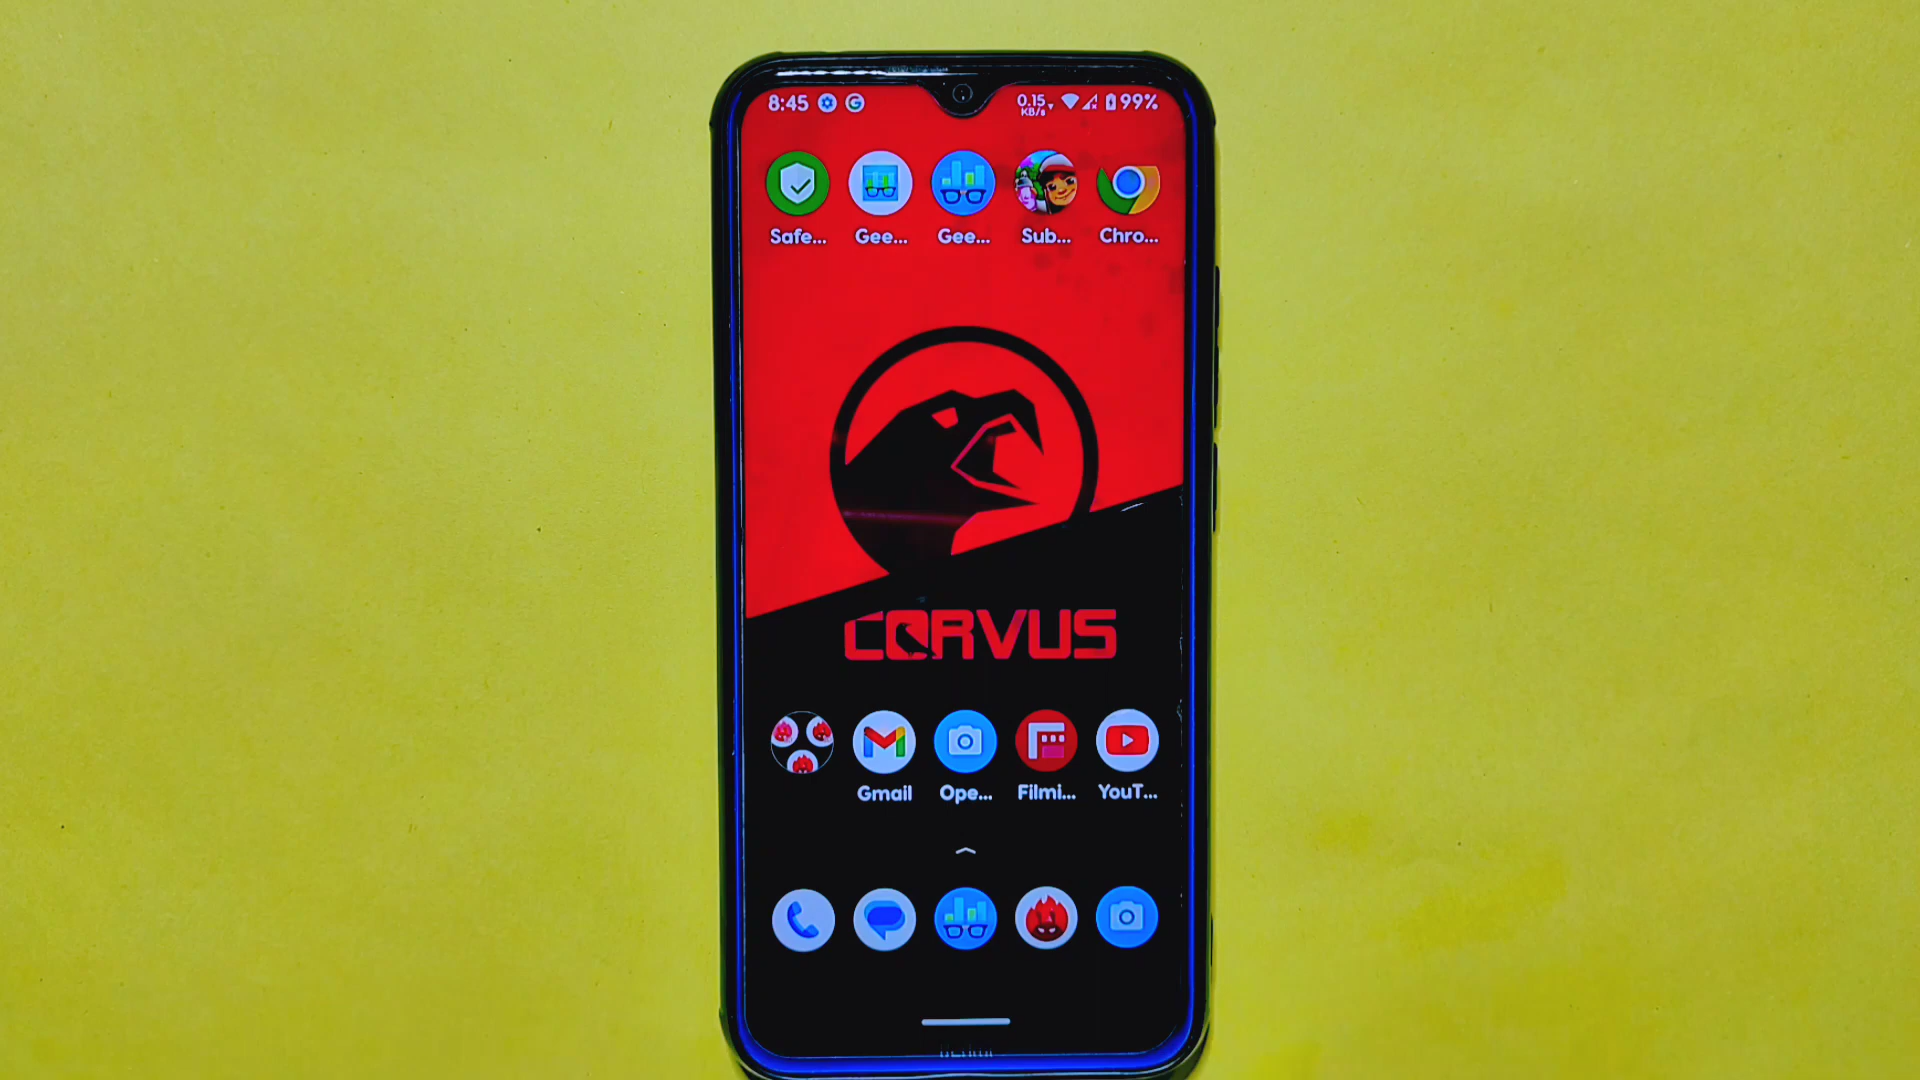 8:45 0.15 KB/s 99%
Safe... Gee... Gee... Sub... Chro...
CORVUS
Gmail Ope... Filmi... YouT...